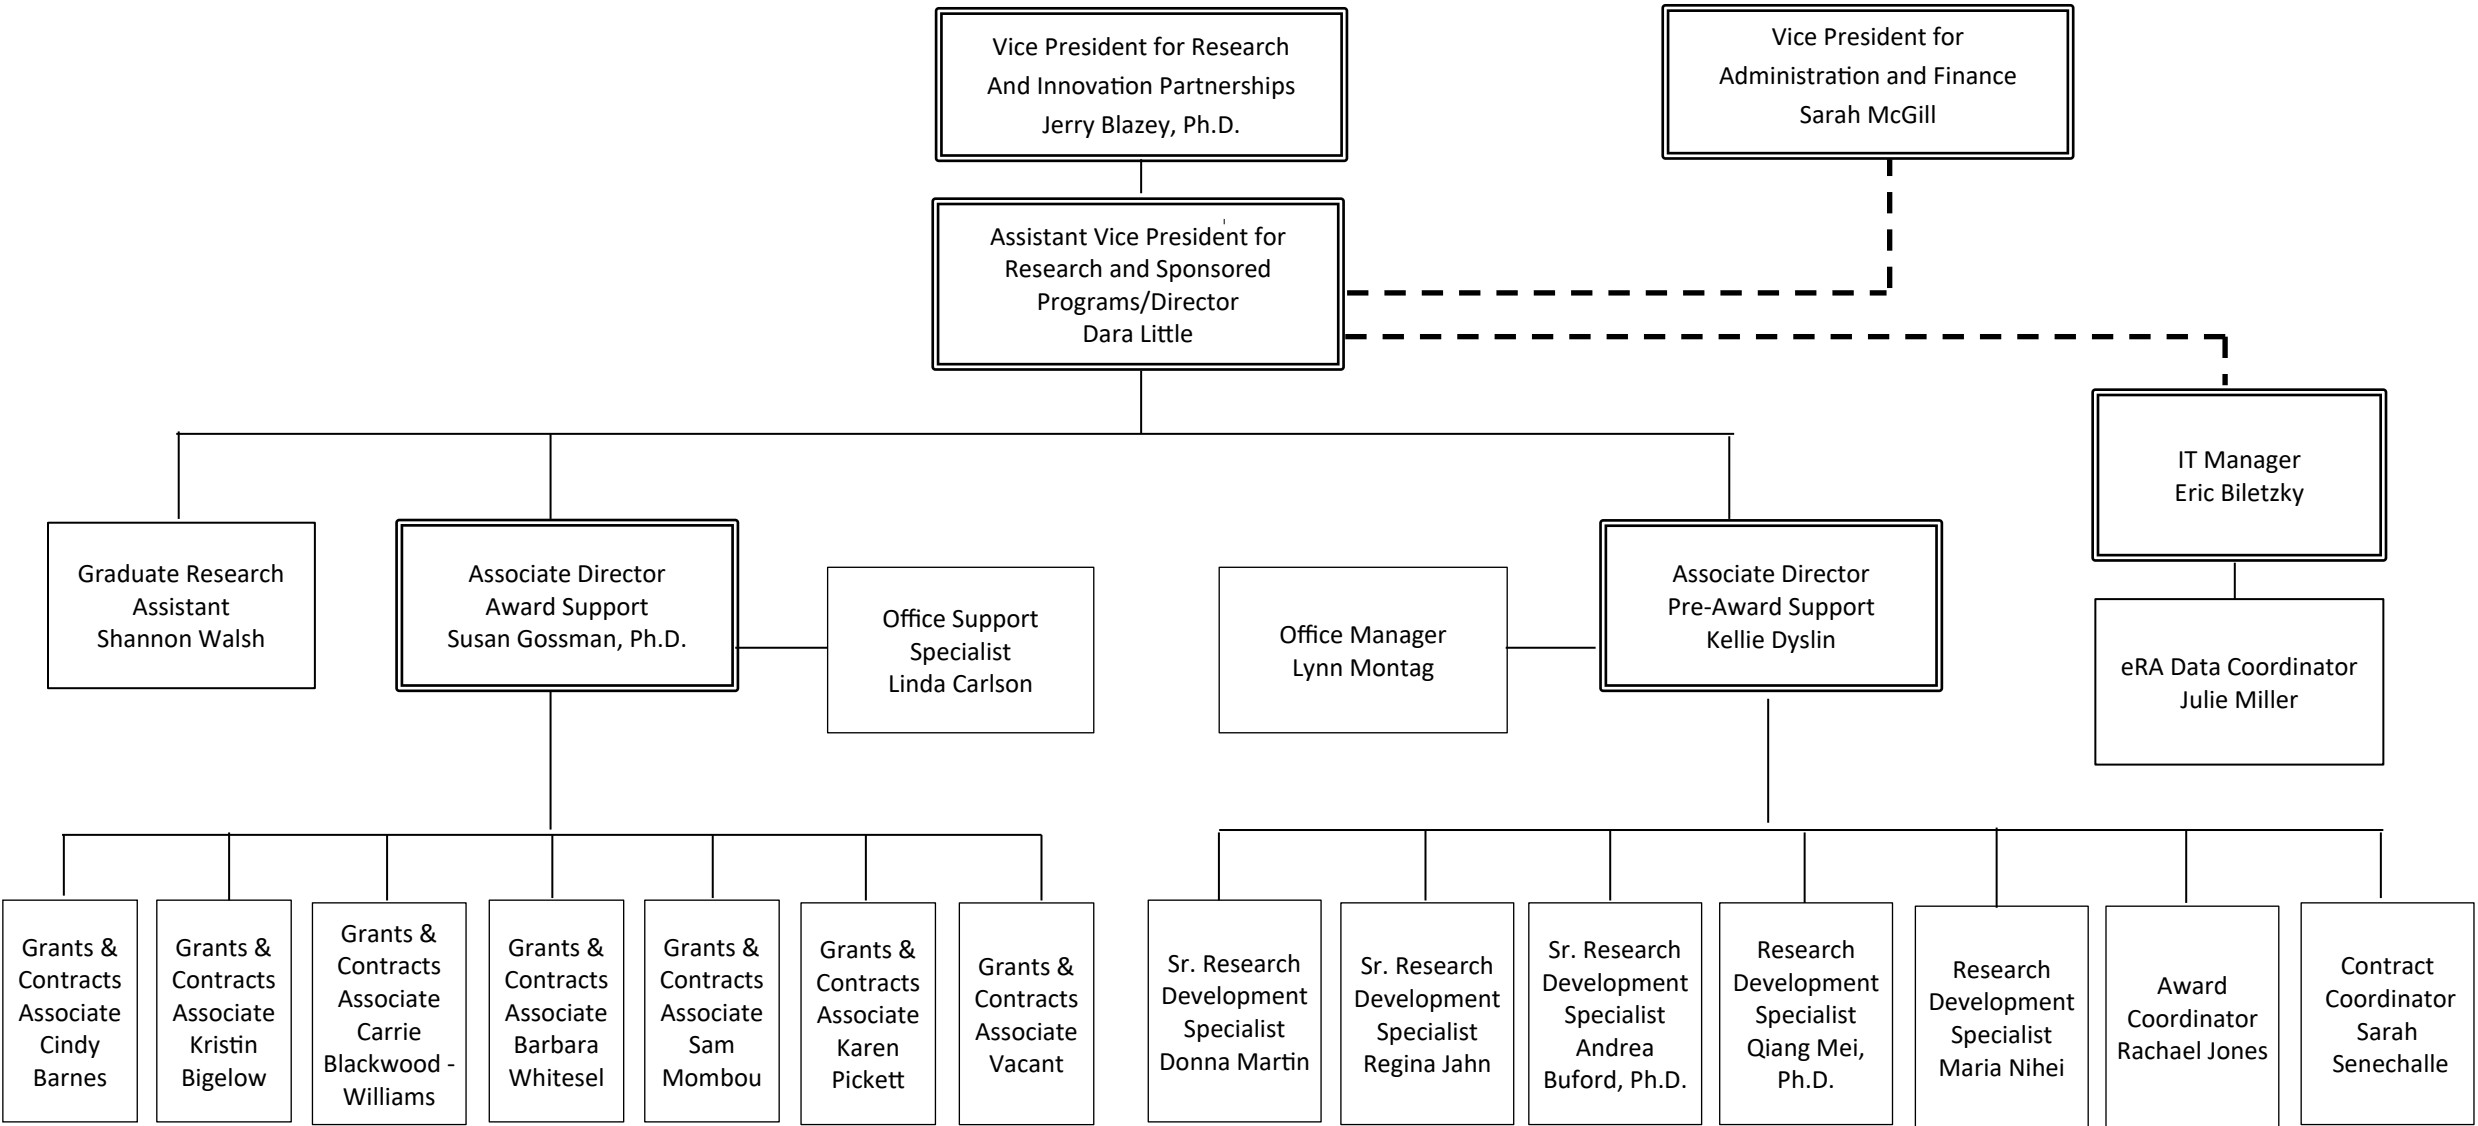 Vice President for Research
And Innovation Partnerships
Jerry Blazey, Ph.D.
Vice President for
Administration and Finance
Sarah McGill
Assistant Vice President for
Research and Sponsored
Programs/Director
Dara Little
IT Manager
Eric Biletzky
Graduate Research
Assistant
Shannon Walsh
Associate Director
Award Support
Susan Gossman, Ph.D.
Office Support
Specialist
Linda Carlson
Office Manager
Lynn Montag
Associate Director
Pre-Award Support
Kellie Dyslin
eRA Data Coordinator
Julie Miller
Grants &
Contracts
Associate
Cindy
Barnes
Grants &
Contracts
Associate
Kristin
Bigelow
Grants &
Contracts
Associate
Carrie
Blackwood -
Williams
Grants &
Contracts
Associate
Barbara
Whitesel
Grants &
Contracts
Associate
Sam
Mombou
Grants &
Contracts
Associate
Karen
Pickett
Grants &
Contracts
Associate
Vacant
Sr. Research
Development
Specialist
Donna Martin
Sr. Research
Development
Specialist
Regina Jahn
Sr. Research
Development
Specialist
Andrea
Buford, Ph.D.
Research
Development
Specialist
Qiang Mei,
Ph.D.
Research
Development
Specialist
Maria Nihei
Award
Coordinator
Rachael Jones
Contract
Coordinator
Sarah
Senechalle